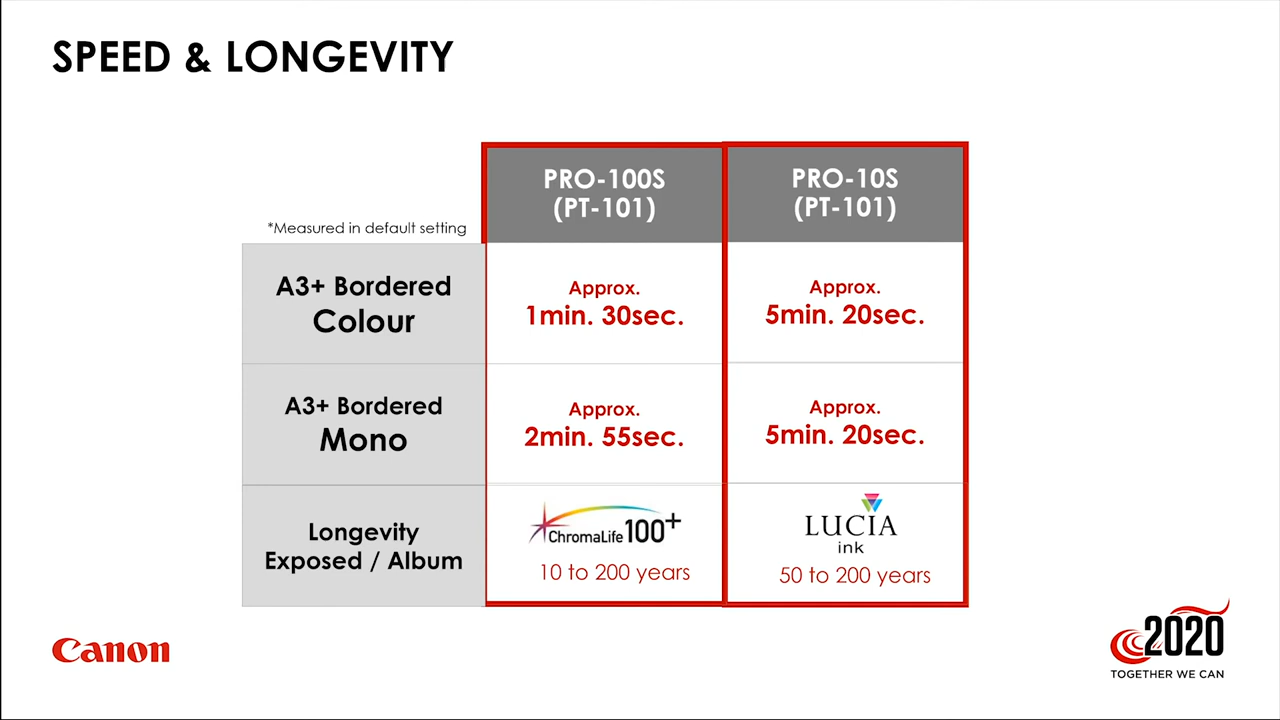 SPEED & LONGEVITY
PRO-100S
(PT-101)
PRO-10S
(PT-101)
*Measured in default setting
A3+ Bordered
Colour
Approx.
1min. 30sec.
Approx.
5min. 20sec.
A3+ Bordered
Mono
Approx.
2min. 55sec.
Approx.
5min. 20sec.
Longevity
Exposed / Album
ChromaLife 100+
10 to 200 years
LUCIA
ink
50 to 200 years
Canon
2020
TOGETHER WE CAN